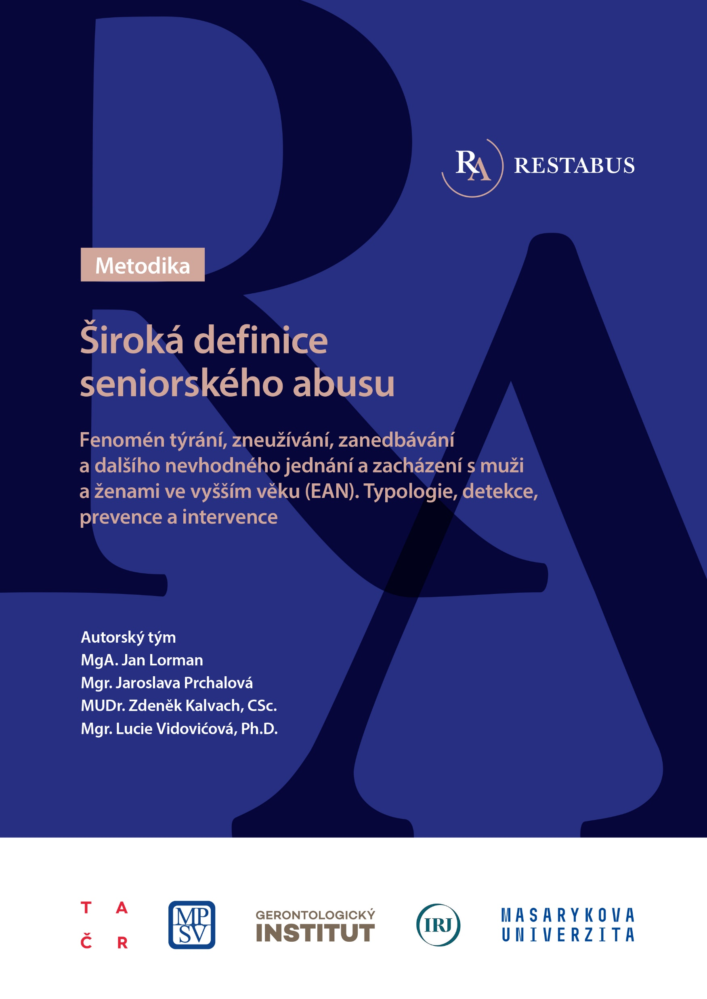 RA RESTABUS
Metodika
Široká definice
seniorského abusu
Fenomén týrání, zneužívání, zanedbávání
a dalšího nevhodného jednání a zacházení s muži
a ženami ve vyšším věku (EAN). Typologie, detekce,
prevence a intervence
Autorský tým
MgA. Jan Lorman
Mgr. Jaroslava Prchalová
MUDr. Zdeněk Kalvach, CSc.
Mgr. Lucie Vidovićová, Ph.D.
T A
Č R
MP
SV
GERONTOLOGICKÝ
INSTITUT
IRJ
MASARYKOVA
UNIVERZITA